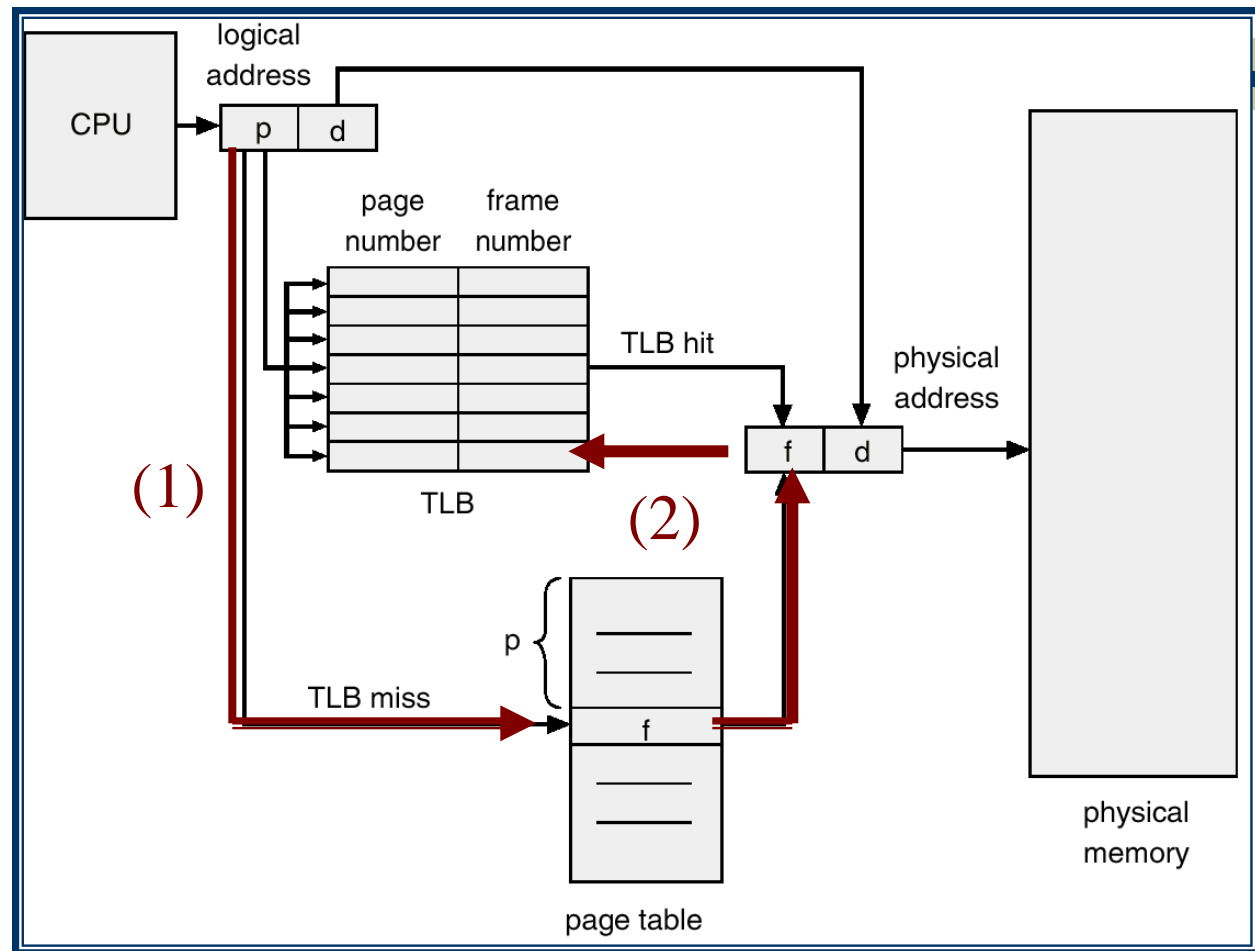 logical
address
CPU
p
d
page
number
frame
number
TLB hit
physical
address
f
d
(1)
TLB
(2)
p
TLB miss
f
physical
memory
page table